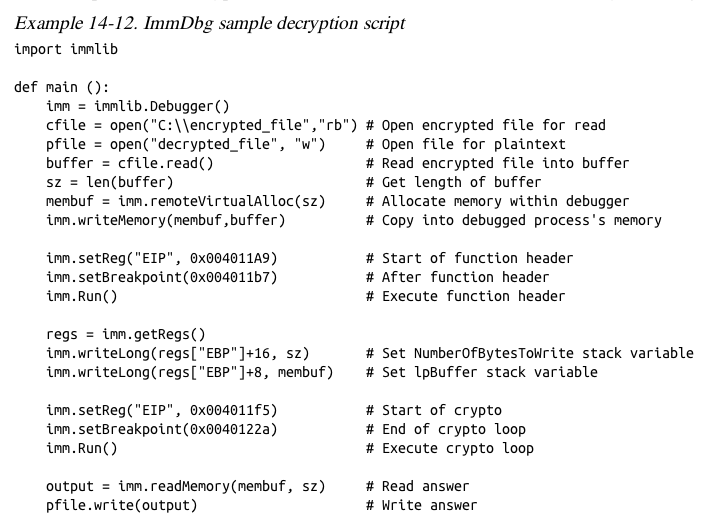 Example 14-12. ImmDbg sample decryption script
import immlib

def main ():
    imm = immlib.Debugger()
    cfile = open("C:\\encrypted_file","rb") # Open encrypted file for read
    pfile = open("decrypted_file", "w")     # Open file for plaintext
    buffer = cfile.read()                   # Read encrypted file into buffer
    sz = len(buffer)                        # Get length of buffer
    membuf = imm.remoteVirtualAlloc(sz)     # Allocate memory within debugger
    imm.writeMemory(membuf,buffer)          # Copy into debugged process's memory

    imm.setReg("EIP", 0x004011A9)           # Start of function header
    imm.setBreakpoint(0x004011b7)           # After function header
    imm.Run()                               # Execute function header

    regs = imm.getRegs()
    imm.writeLong(regs["EBP"]+16, sz)       # Set NumberOfBytesToWrite stack variable
    imm.writeLong(regs["EBP"]+8, membuf)    # Set lpBuffer stack variable

    imm.setReg("EIP", 0x004011f5)           # Start of crypto
    imm.setBreakpoint(0x0040122a)           # End of crypto loop
    imm.Run()                               # Execute crypto loop

    output = imm.readMemory(membuf, sz)     # Read answer
    pfile.write(output)                     # Write answer